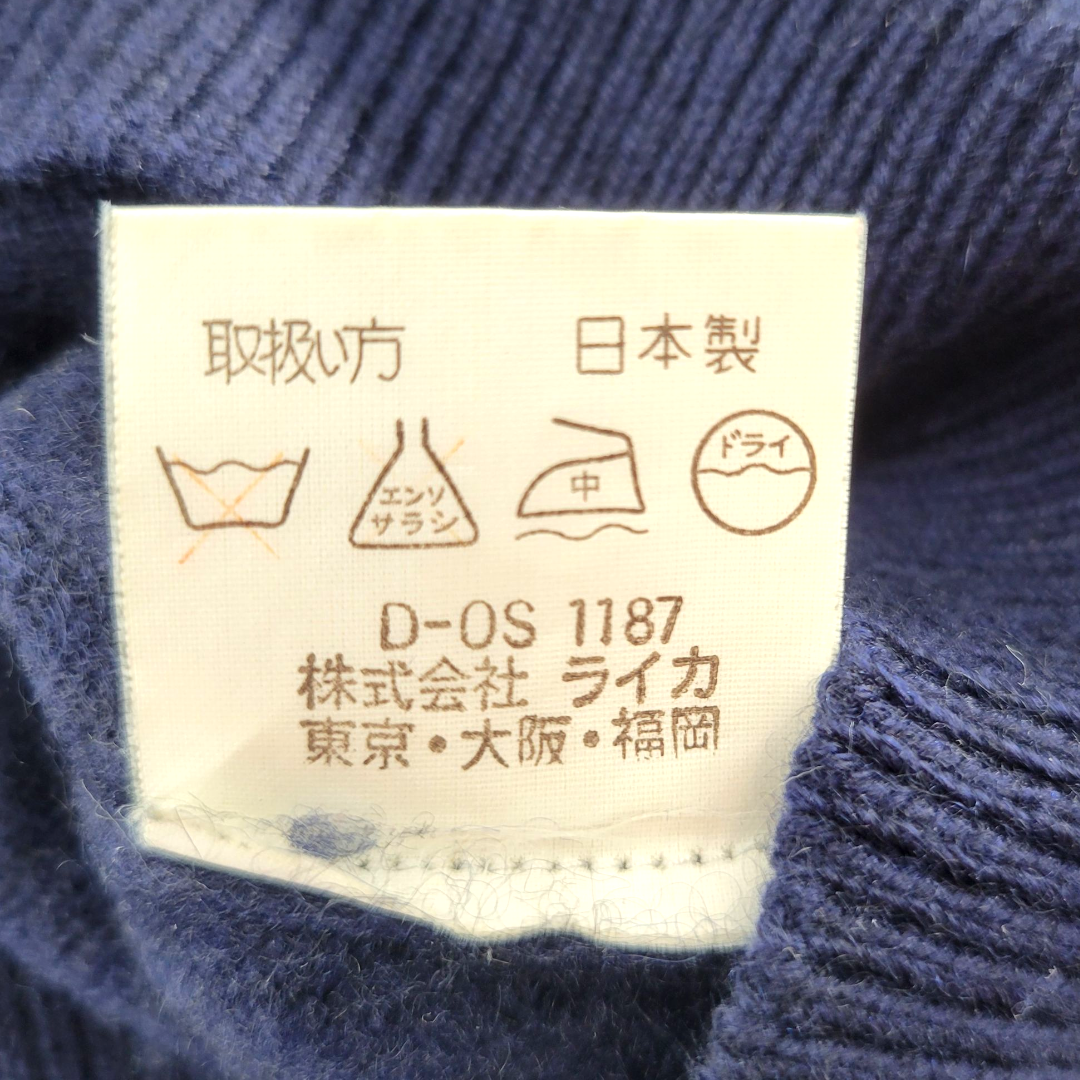 取扱い方 日本製
エンソサラシ 中 ドライ
D-OS 1187
株式会社 ライカ
東京・大阪・福岡